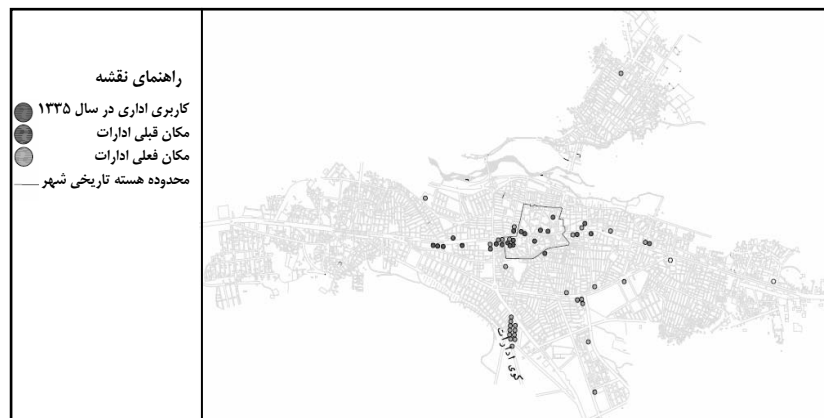 راهنمای نقشه
کاربری اداری در سال ۱۳۳۵
مکان قبلی ادارات
مکان فعلی ادارات
محدوده هسته تاریخی شهر
کوی ادارات